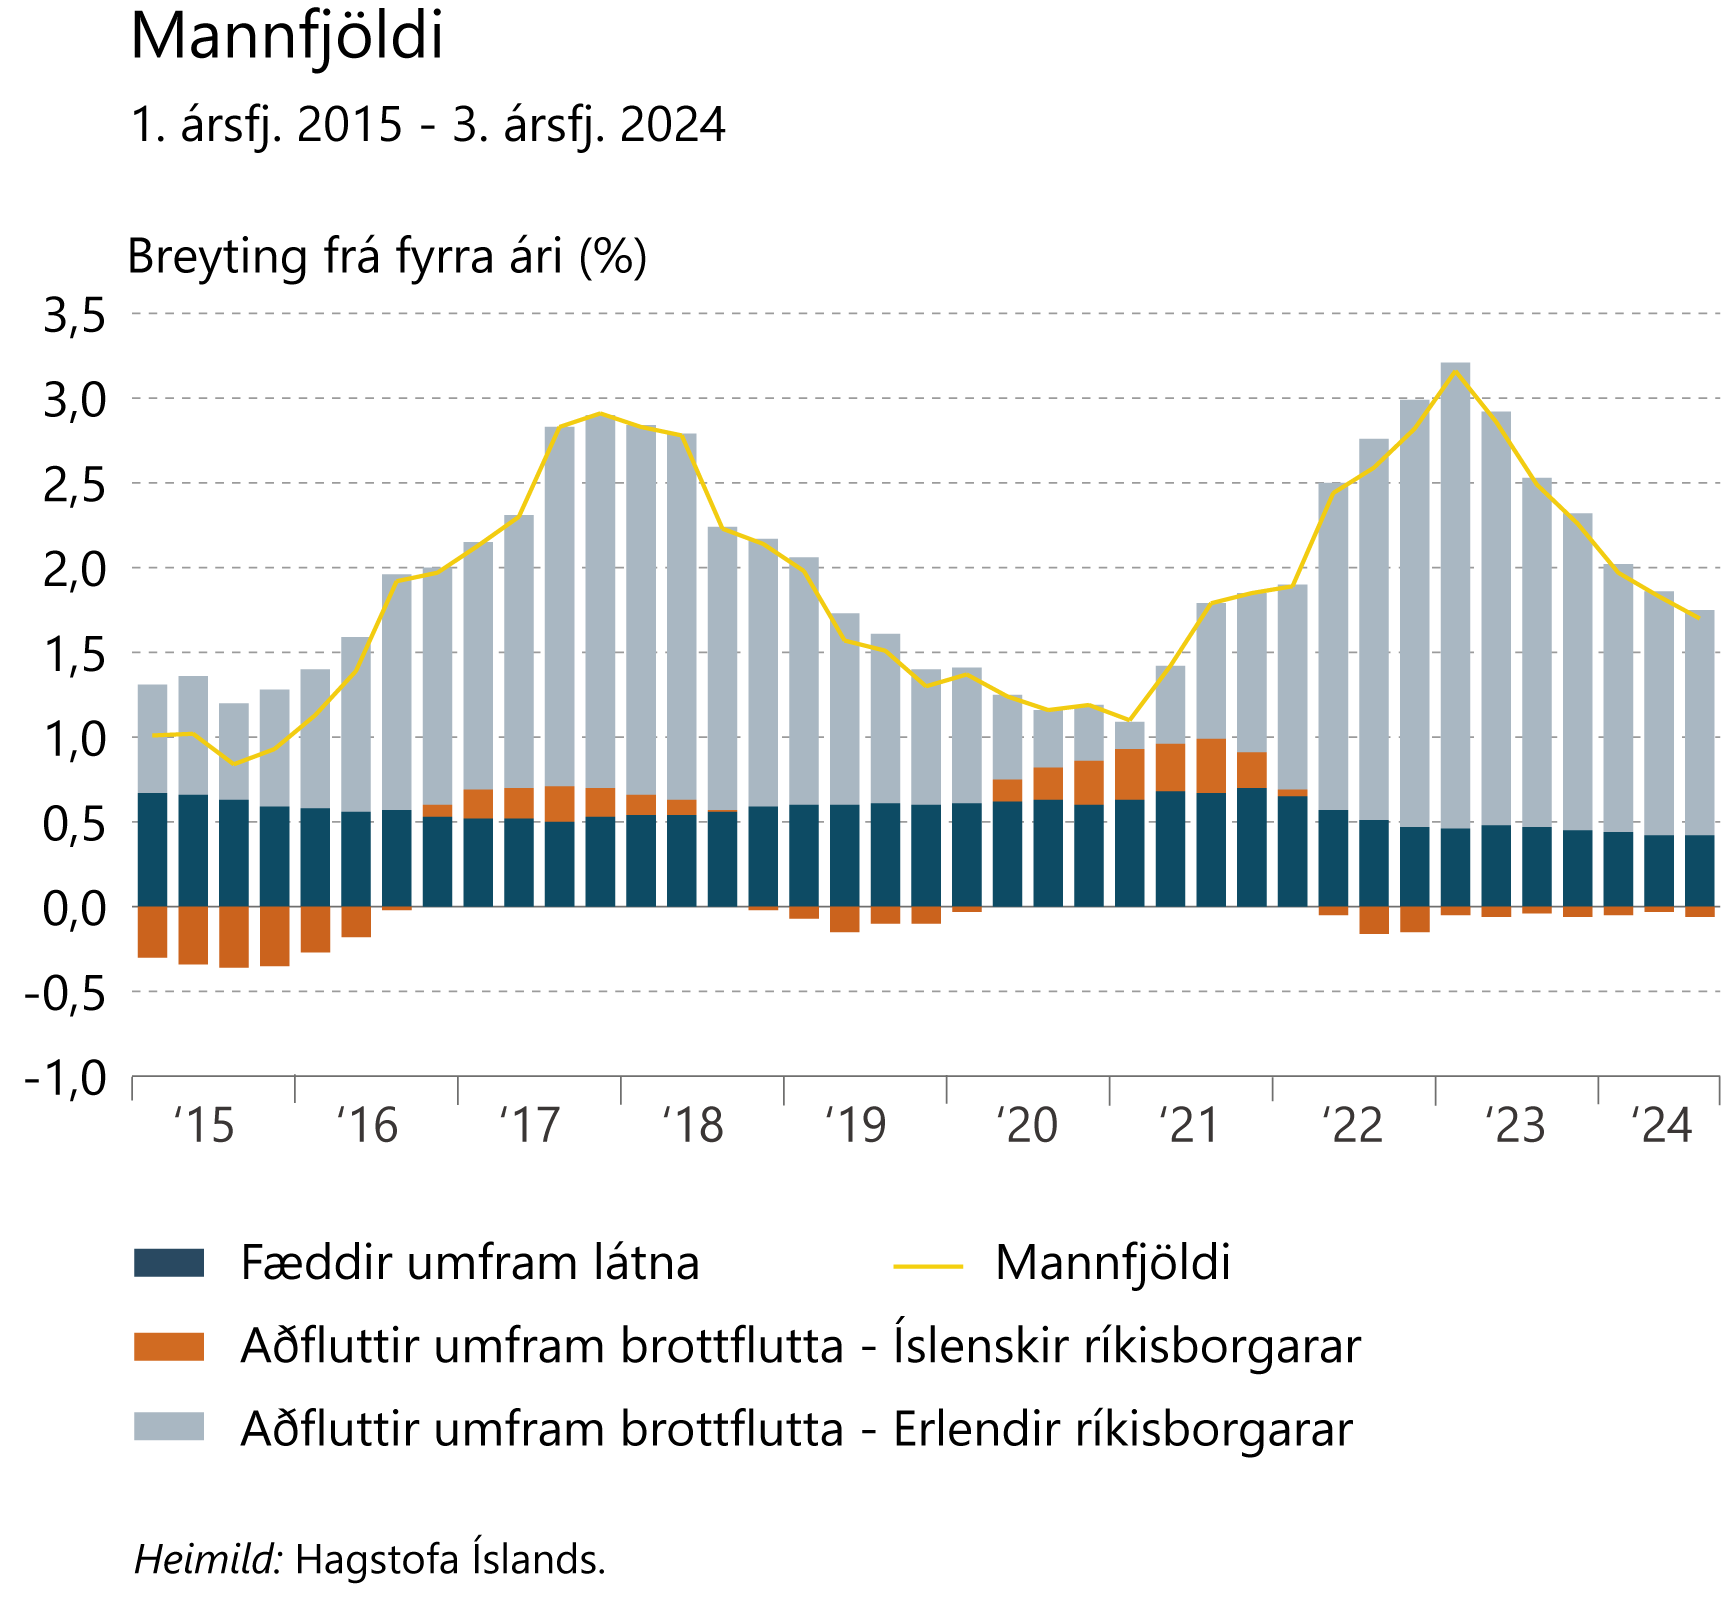 Mannfjöldi
1. ársfj. 2015 - 3. ársfj. 2024
Breyting frá fyrra ári (%)
3,5
3,0
2,5
2,0
1,5
1,0
0,5
0,0
-0,5
-1,0
‘15 ‘16 ‘17 ‘18 ‘19 ‘20 ‘21 ‘22 ‘23 ‘24
Fæddir umfram látna Mannfjöldi
Aðfluttir umfram brottflutta - Íslenskir ríkisborgarar
Aðfluttir umfram brottflutta - Erlendir ríkisborgarar
Heimild: Hagstofa Íslands.